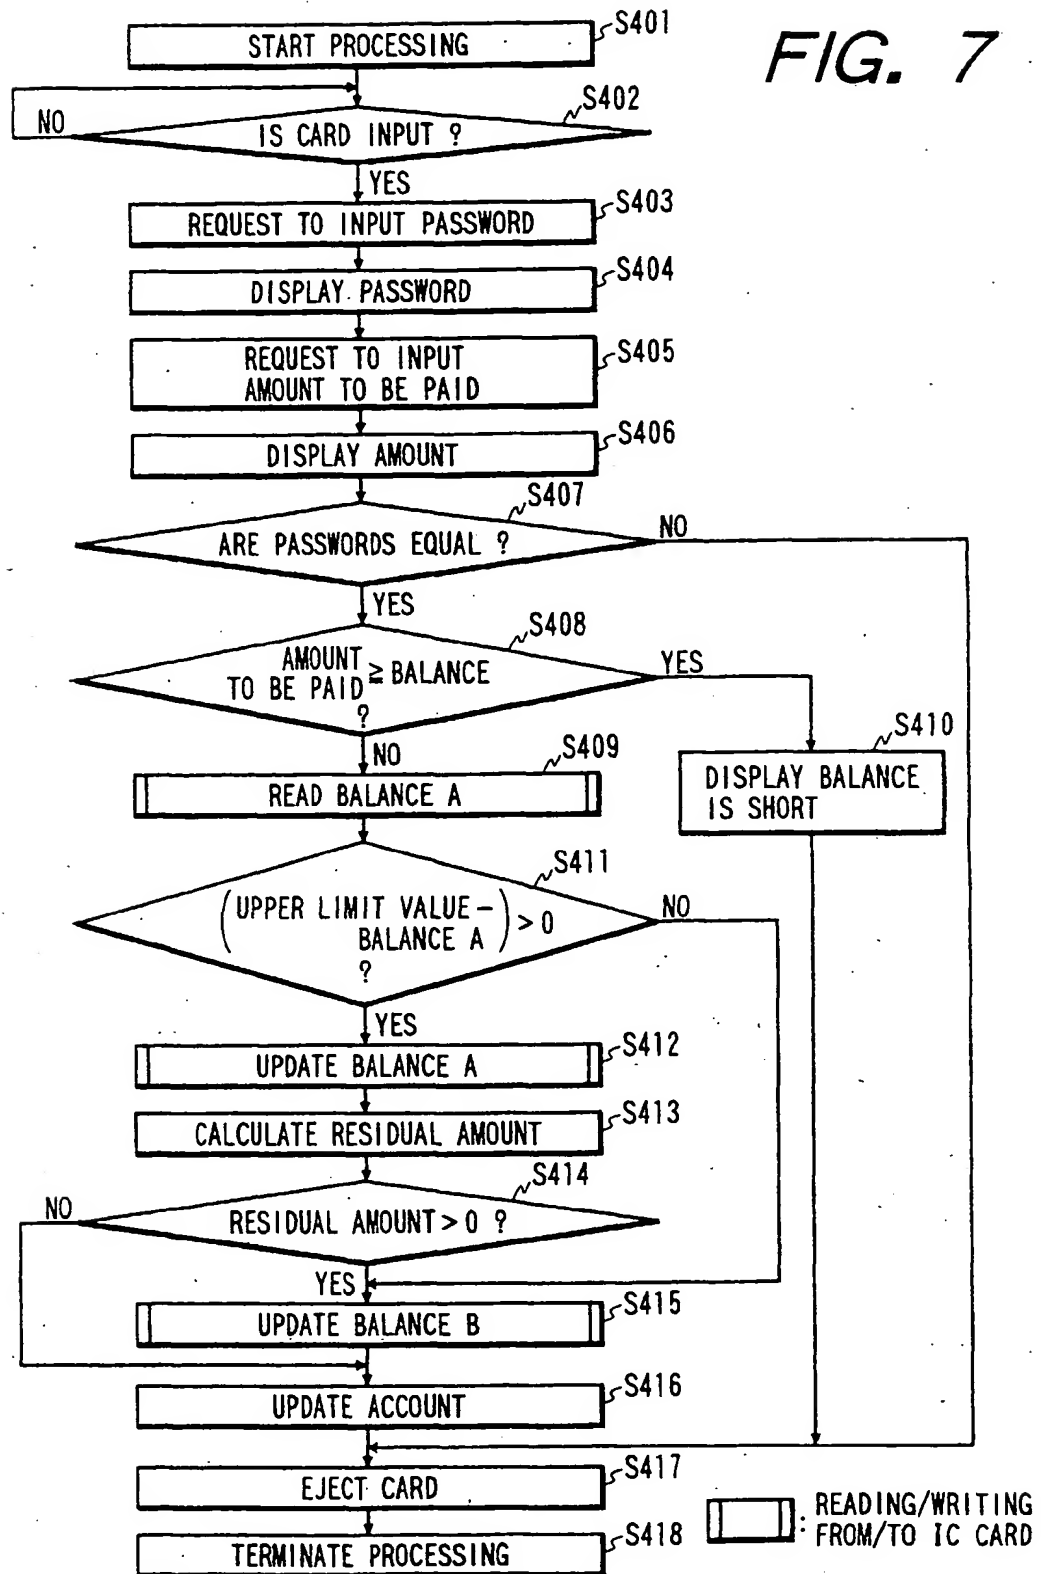 FIG. 7
START PROCESSING
S401
IS CARD INPUT ?
S402
NO
YES
REQUEST TO INPUT PASSWORD
S403
DISPLAY PASSWORD
S404
REQUEST TO INPUT
AMOUNT TO BE PAID
S405
DISPLAY AMOUNT
S406
ARE PASSWORDS EQUAL ?
S407
NO
YES
AMOUNT
TO BE PAID ≧ BALANCE
?
S408
YES
NO
READ BALANCE A
S409
DISPLAY BALANCE
IS SHORT
S410
(UPPER LIMIT VALUE −
BALANCE A) > 0
?
S411
NO
YES
UPDATE BALANCE A
S412
CALCULATE RESIDUAL AMOUNT
S413
RESIDUAL AMOUNT > 0 ?
S414
NO
YES
UPDATE BALANCE B
S415
UPDATE ACCOUNT
S416
EJECT CARD
S417
TERMINATE PROCESSING
S418
: READING/WRITING
FROM/TO IC CARD